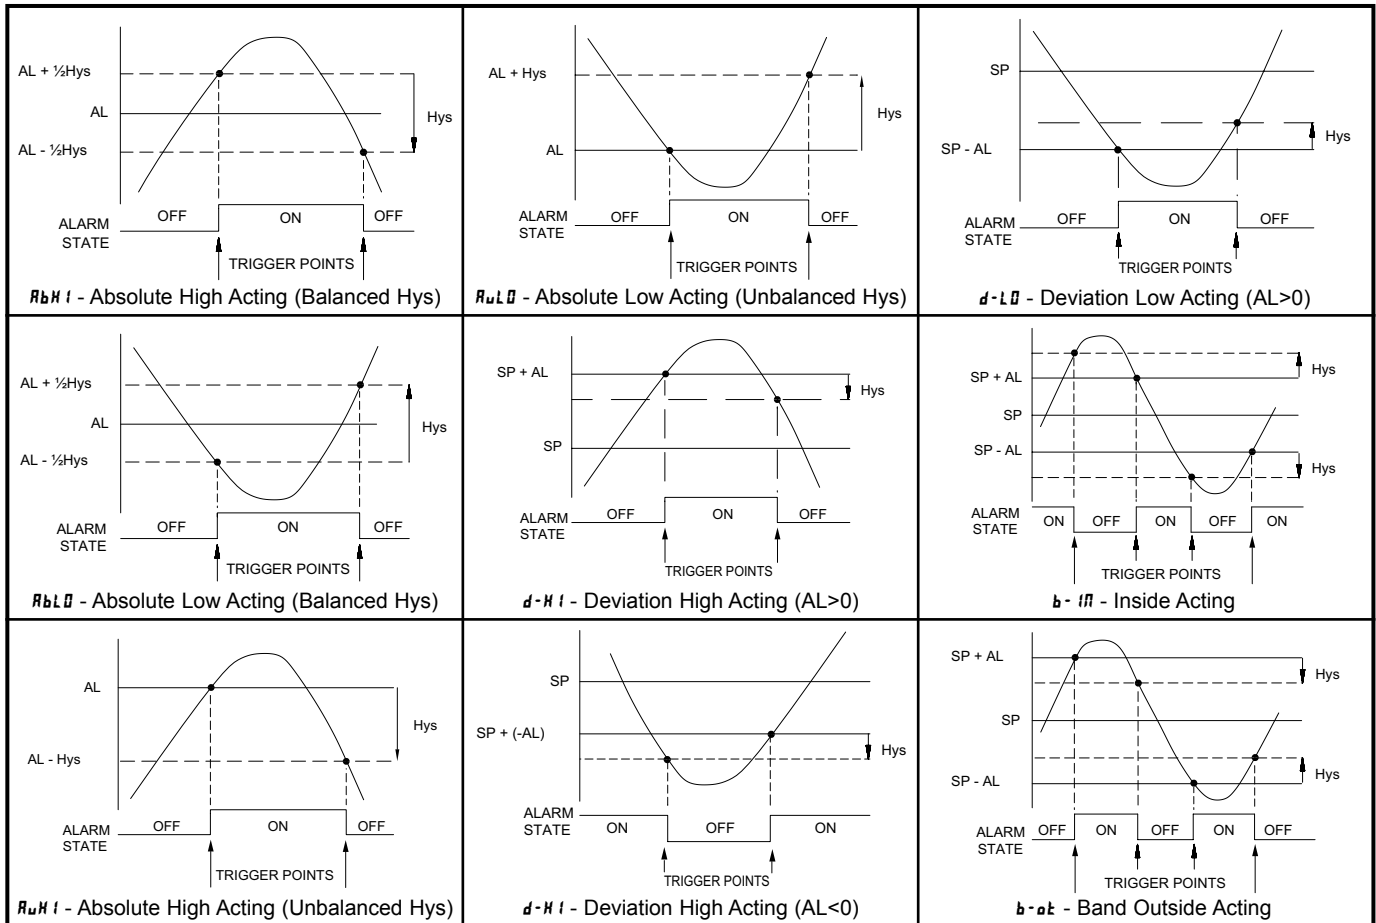 AL + ½Hys
AL
AL - ½Hys
Hys
OFF ON OFF
ALARM
STATE
TRIGGER POINTS
AbHI - Absolute High Acting (Balanced Hys)
AL + Hys
AL
Hys
OFF ON OFF
ALARM
STATE
TRIGGER POINTS
AuLO - Absolute Low Acting (Unbalanced Hys)
SP
SP - AL
Hys
OFF ON OFF
ALARM
STATE
TRIGGER POINTS
d-LO - Deviation Low Acting (AL>0)
AL + ½Hys
AL
AL - ½Hys
Hys
OFF ON OFF
ALARM
STATE
TRIGGER POINTS
AbLO - Absolute Low Acting (Balanced Hys)
SP + AL
SP
Hys
OFF ON OFF
ALARM
STATE
TRIGGER POINTS
d-HI - Deviation High Acting (AL>0)
SP + AL
SP
SP - AL
Hys
Hys
ON OFF ON OFF ON
ALARM
STATE
TRIGGER POINTS
b-IN - Inside Acting
AL
AL - Hys
Hys
OFF ON OFF
ALARM
STATE
TRIGGER POINTS
AuHI - Absolute High Acting (Unbalanced Hys)
SP
SP + (-AL)
Hys
ON OFF ON
ALARM
STATE
TRIGGER POINTS
d-HI - Deviation High Acting (AL<0)
SP + AL
SP
SP - AL
Hys
Hys
OFF ON OFF ON OFF
ALARM
STATE
TRIGGER POINTS
b-ot - Band Outside Acting